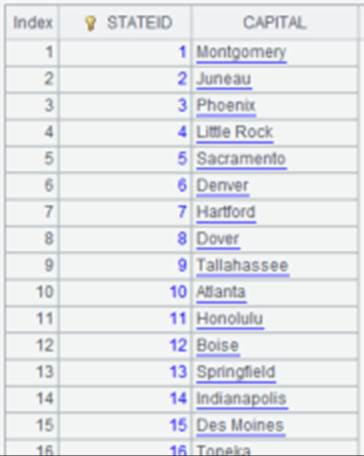 Index STATEID CAPITAL
1 1 Montgomery
2 2 Juneau
3 3 Phoenix
4 4 Little Rock
5 5 Sacramento
6 6 Denver
7 7 Hartford
8 8 Dover
9 9 Tallahassee
10 10 Atlanta
11 11 Honolulu
12 12 Boise
13 13 Springfield
14 14 Indianapolis
15 15 Des Moines
16 16 Topeka